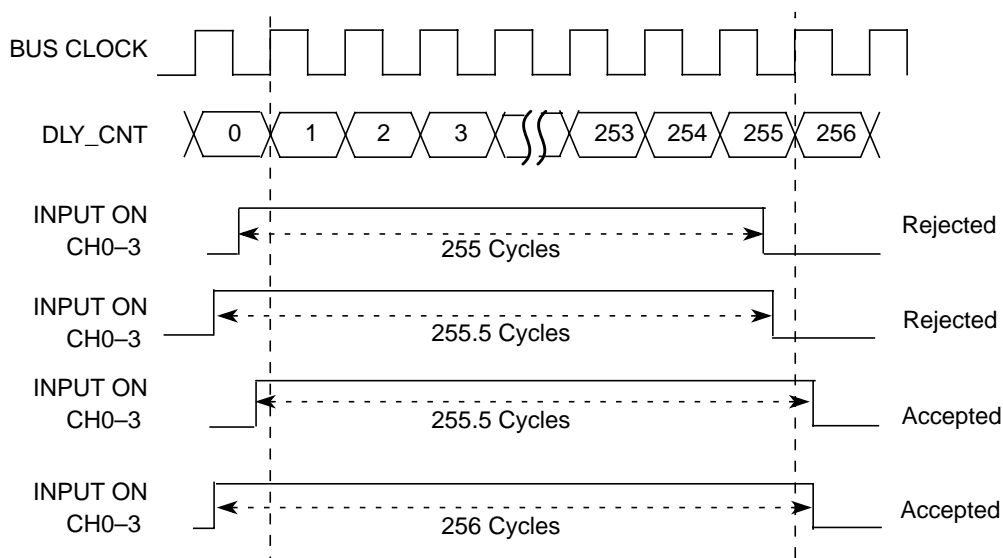 BUS CLOCK
DLY_CNT
0
1
2
3
253
254
255
256
INPUT ON
CH0–3
255 Cycles
Rejected
INPUT ON
CH0–3
255.5 Cycles
Rejected
INPUT ON
CH0–3
255.5 Cycles
Accepted
INPUT ON
CH0–3
256 Cycles
Accepted